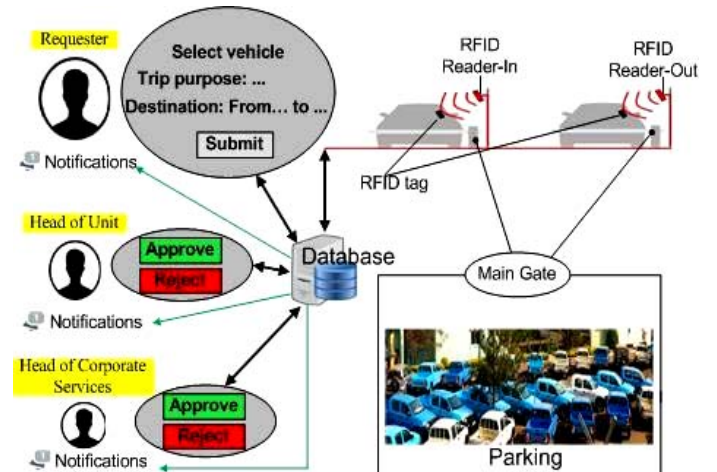 Requester
Select vehicle
Trip purpose: ...
Destination: From... to ...
Submit
Notifications
RFID
Reader-In
RFID
Reader-Out
RFID tag
Head of Unit
Approve
Reject
Notifications
Database
Main Gate
Head of Corporate
Services
Approve
Reject
Notifications
Parking